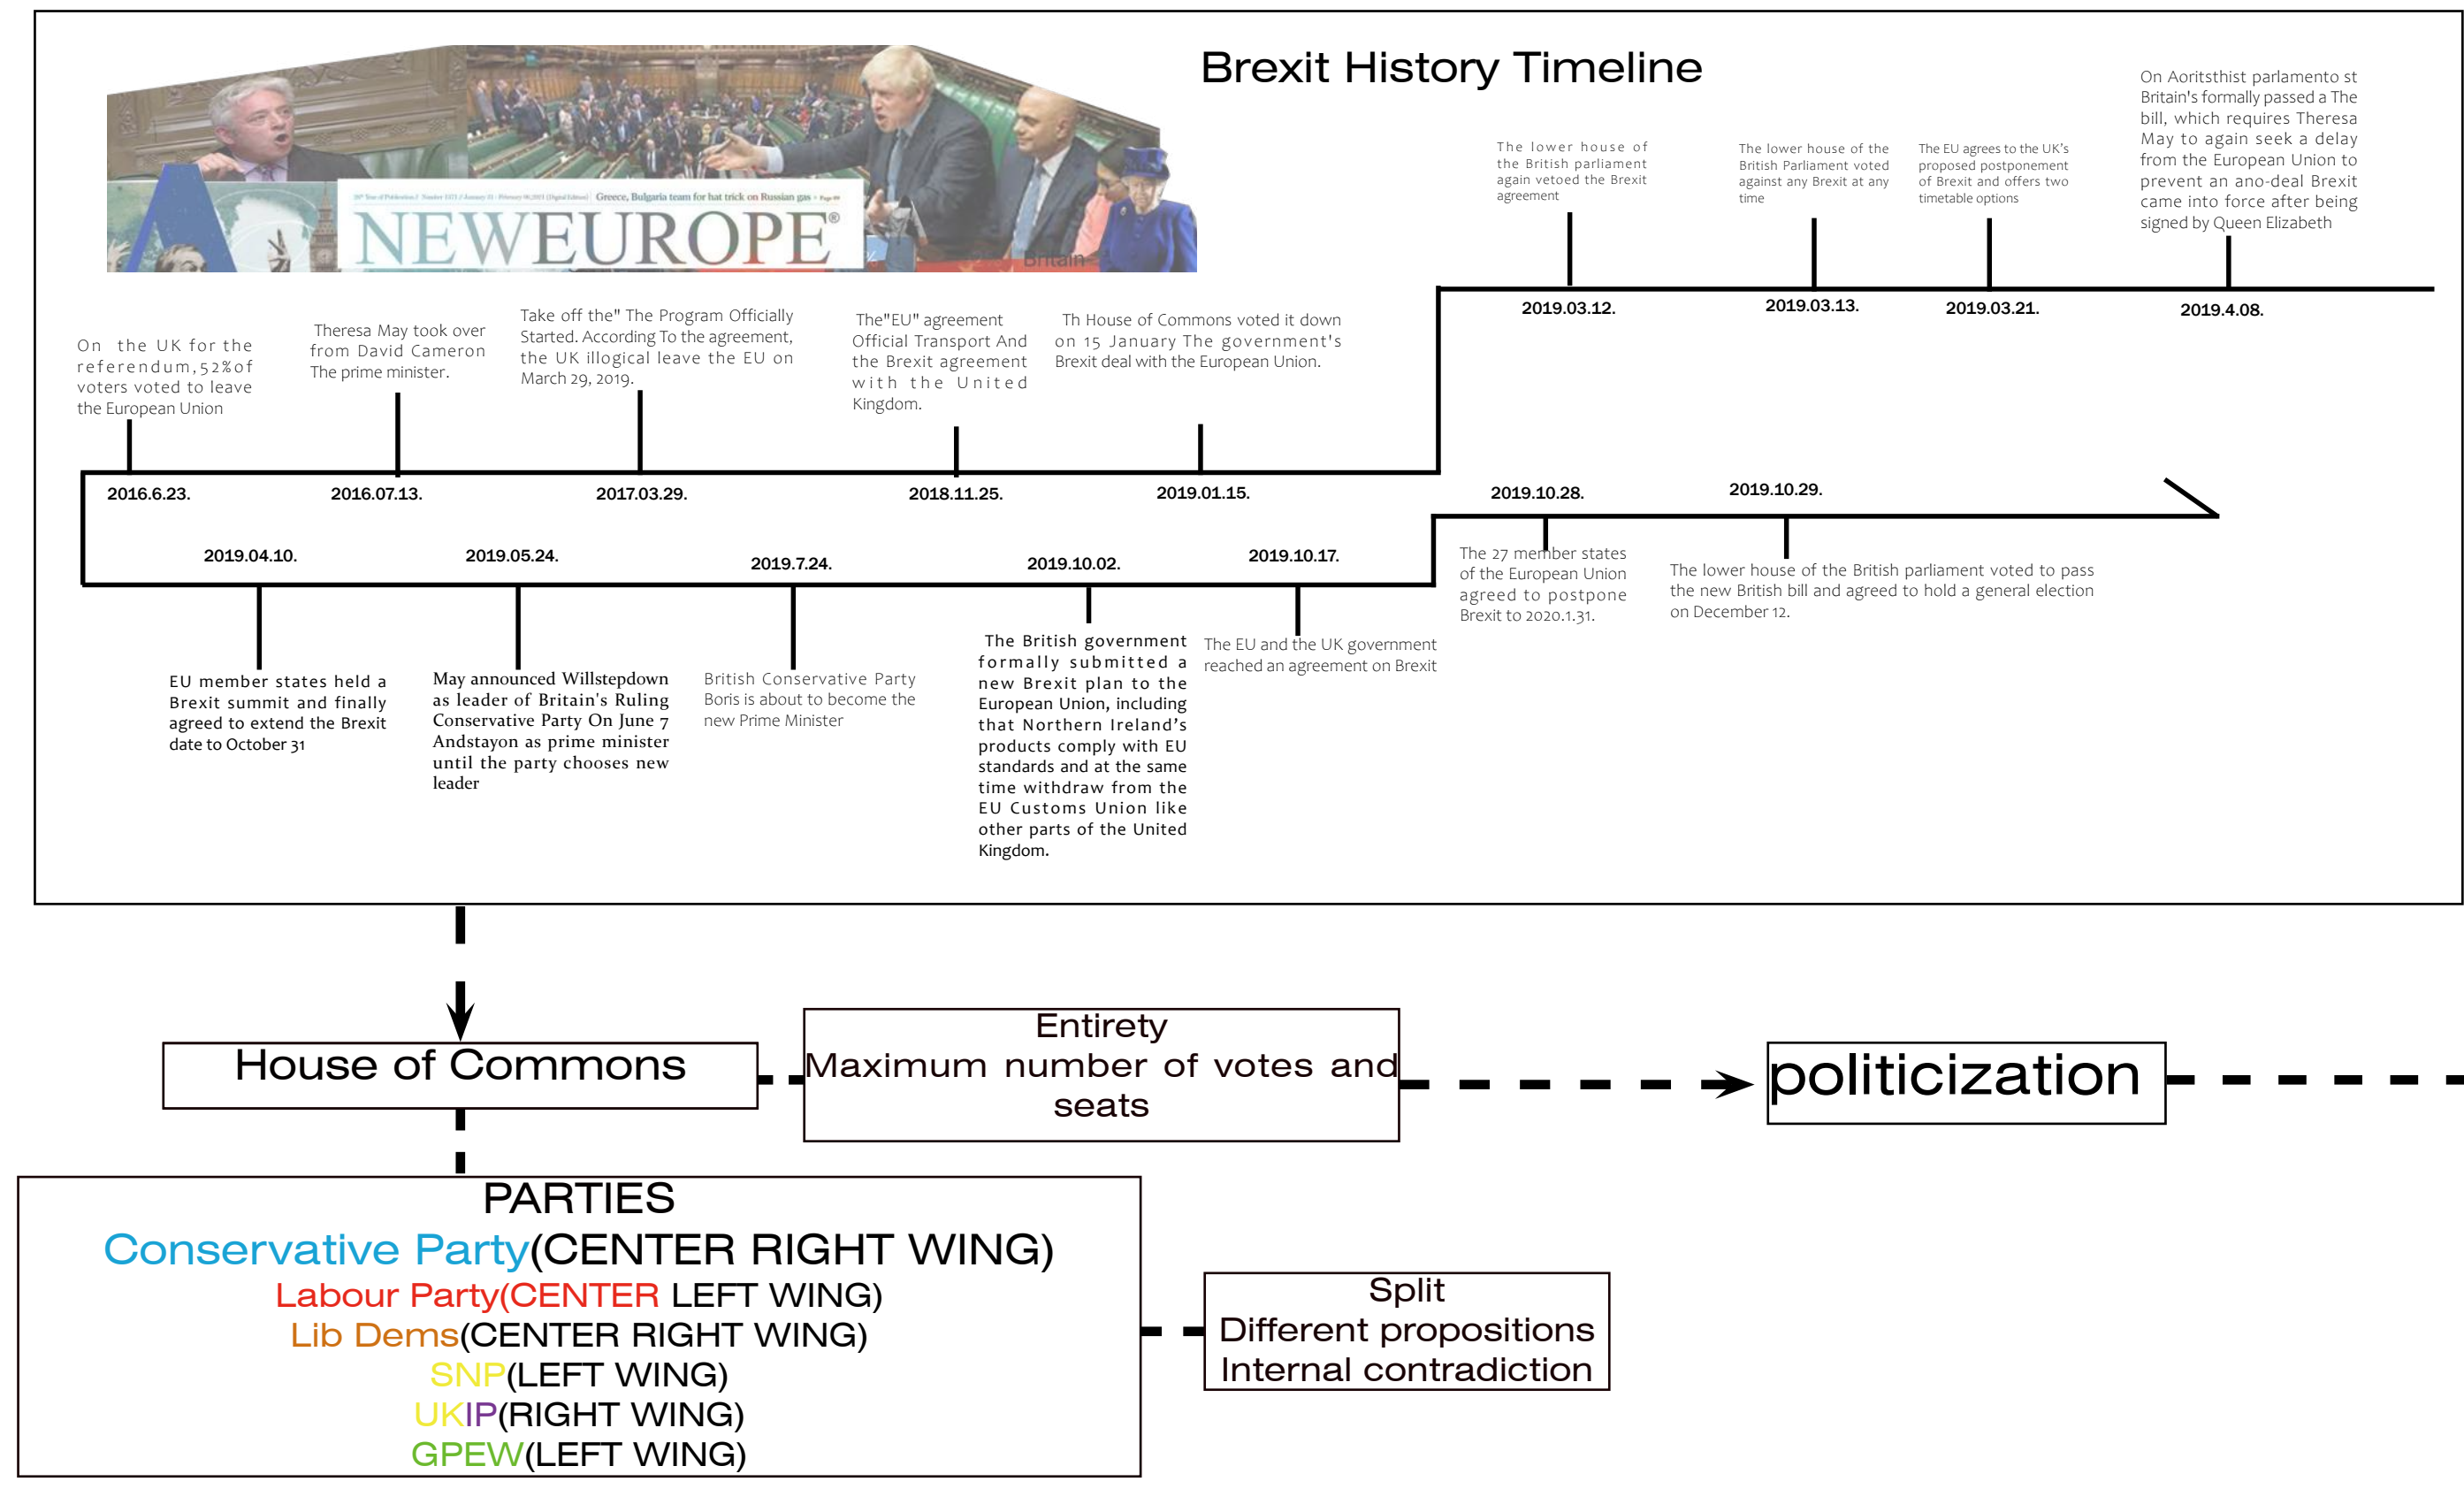 Brexit History Timeline
Greece, Bulgaria team for hat trick on Russian gas
NEWEUROPE®
Britain
On the UK for the
referendum,52%of
voters voted to leave
the European Union
2016.6.23.
Theresa May took over
from David Cameron
The prime minister.
2016.07.13.
Take off the" The Program Officially
Started. According To the agreement,
the UK illogical leave the EU on
March 29, 2019.
2017.03.29.
The"EU" agreement
Official Transport And
the Brexit agreement
with the United
Kingdom.
2018.11.25.
Th House of Commons voted it down
on 15 January The government's
Brexit deal with the European Union.
2019.01.15.
The lower house of
the British parliament
again vetoed the Brexit
agreement
2019.03.12.
The lower house of the
British Parliament voted
against any Brexit at any
time
2019.03.13.
The EU agrees to the UK's
proposed postponement
of Brexit and offers two
timetable options
2019.03.21.
On Aoritsthist parlamento st
Britain's formally passed a The
bill, which requires Theresa
May to again seek a delay
from the European Union to
prevent an ano-deal Brexit
came into force after being
signed by Queen Elizabeth
2019.4.08.
2019.04.10.
EU member states held a
Brexit summit and finally
agreed to extend the Brexit
date to October 31
2019.05.24.
May announced Willstepdown
as leader of Britain's Ruling
Conservative Party On June 7
Andstayon as prime minister
until the party chooses new
leader
2019.7.24.
British Conservative Party
Boris is about to become the
new Prime Minister
2019.10.02.
The British government
formally submitted a
new Brexit plan to the
European Union, including
that Northern Ireland's
products comply with EU
standards and at the same
time withdraw from the
EU Customs Union like
other parts of the United
Kingdom.
2019.10.17.
The EU and the UK government
reached an agreement on Brexit
2019.10.28.
The 27 member states
of the European Union
agreed to postpone
Brexit to 2020.1.31.
2019.10.29.
The lower house of the British parliament voted to pass
the new British bill and agreed to hold a general election
on December 12.
House of Commons
Entirety
Maximum number of votes and
seats
politicization
PARTIES
Conservative Party(CENTER RIGHT WING)
Labour Party(CENTER LEFT WING)
Lib Dems(CENTER RIGHT WING)
SNP(LEFT WING)
UKIP(RIGHT WING)
GPEW(LEFT WING)
Split
Different propositions
Internal contradiction